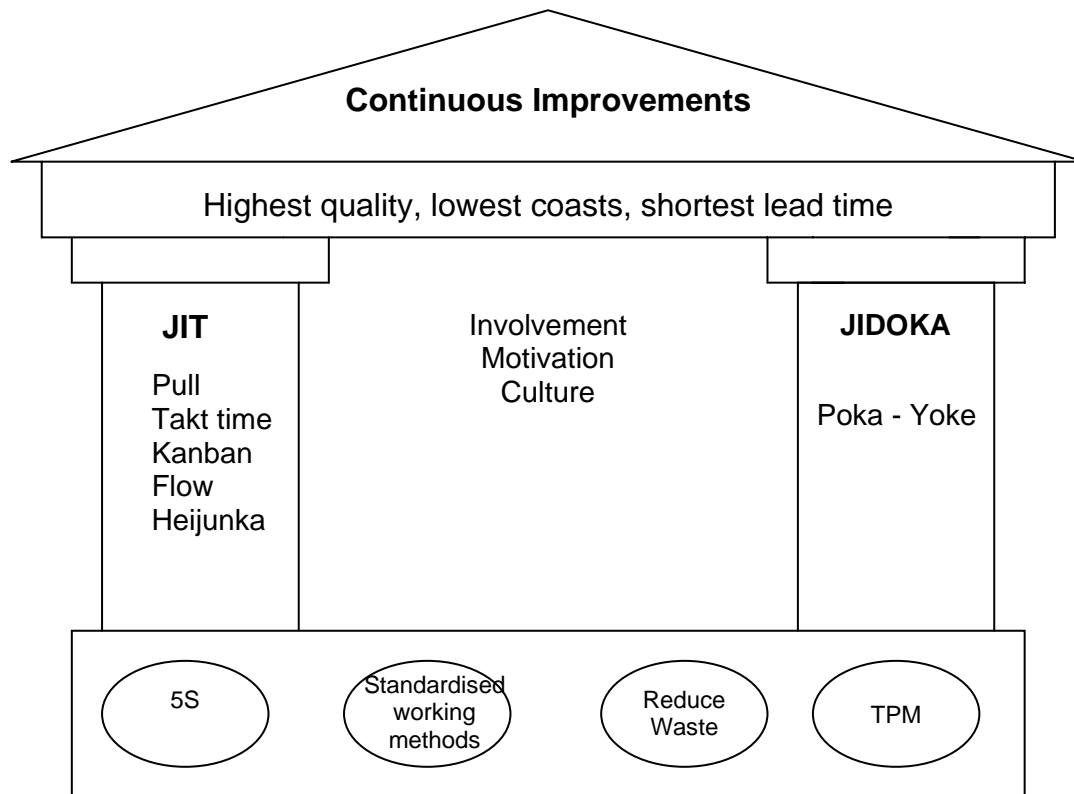 Continuous Improvements
Highest quality, lowest coasts, shortest lead time
JIT
Pull
Takt time
Kanban
Flow
Heijunka
Involvement
Motivation
Culture
JIDOKA
Poka - Yoke
5S
Standardised
working
methods
Reduce
Waste
TPM